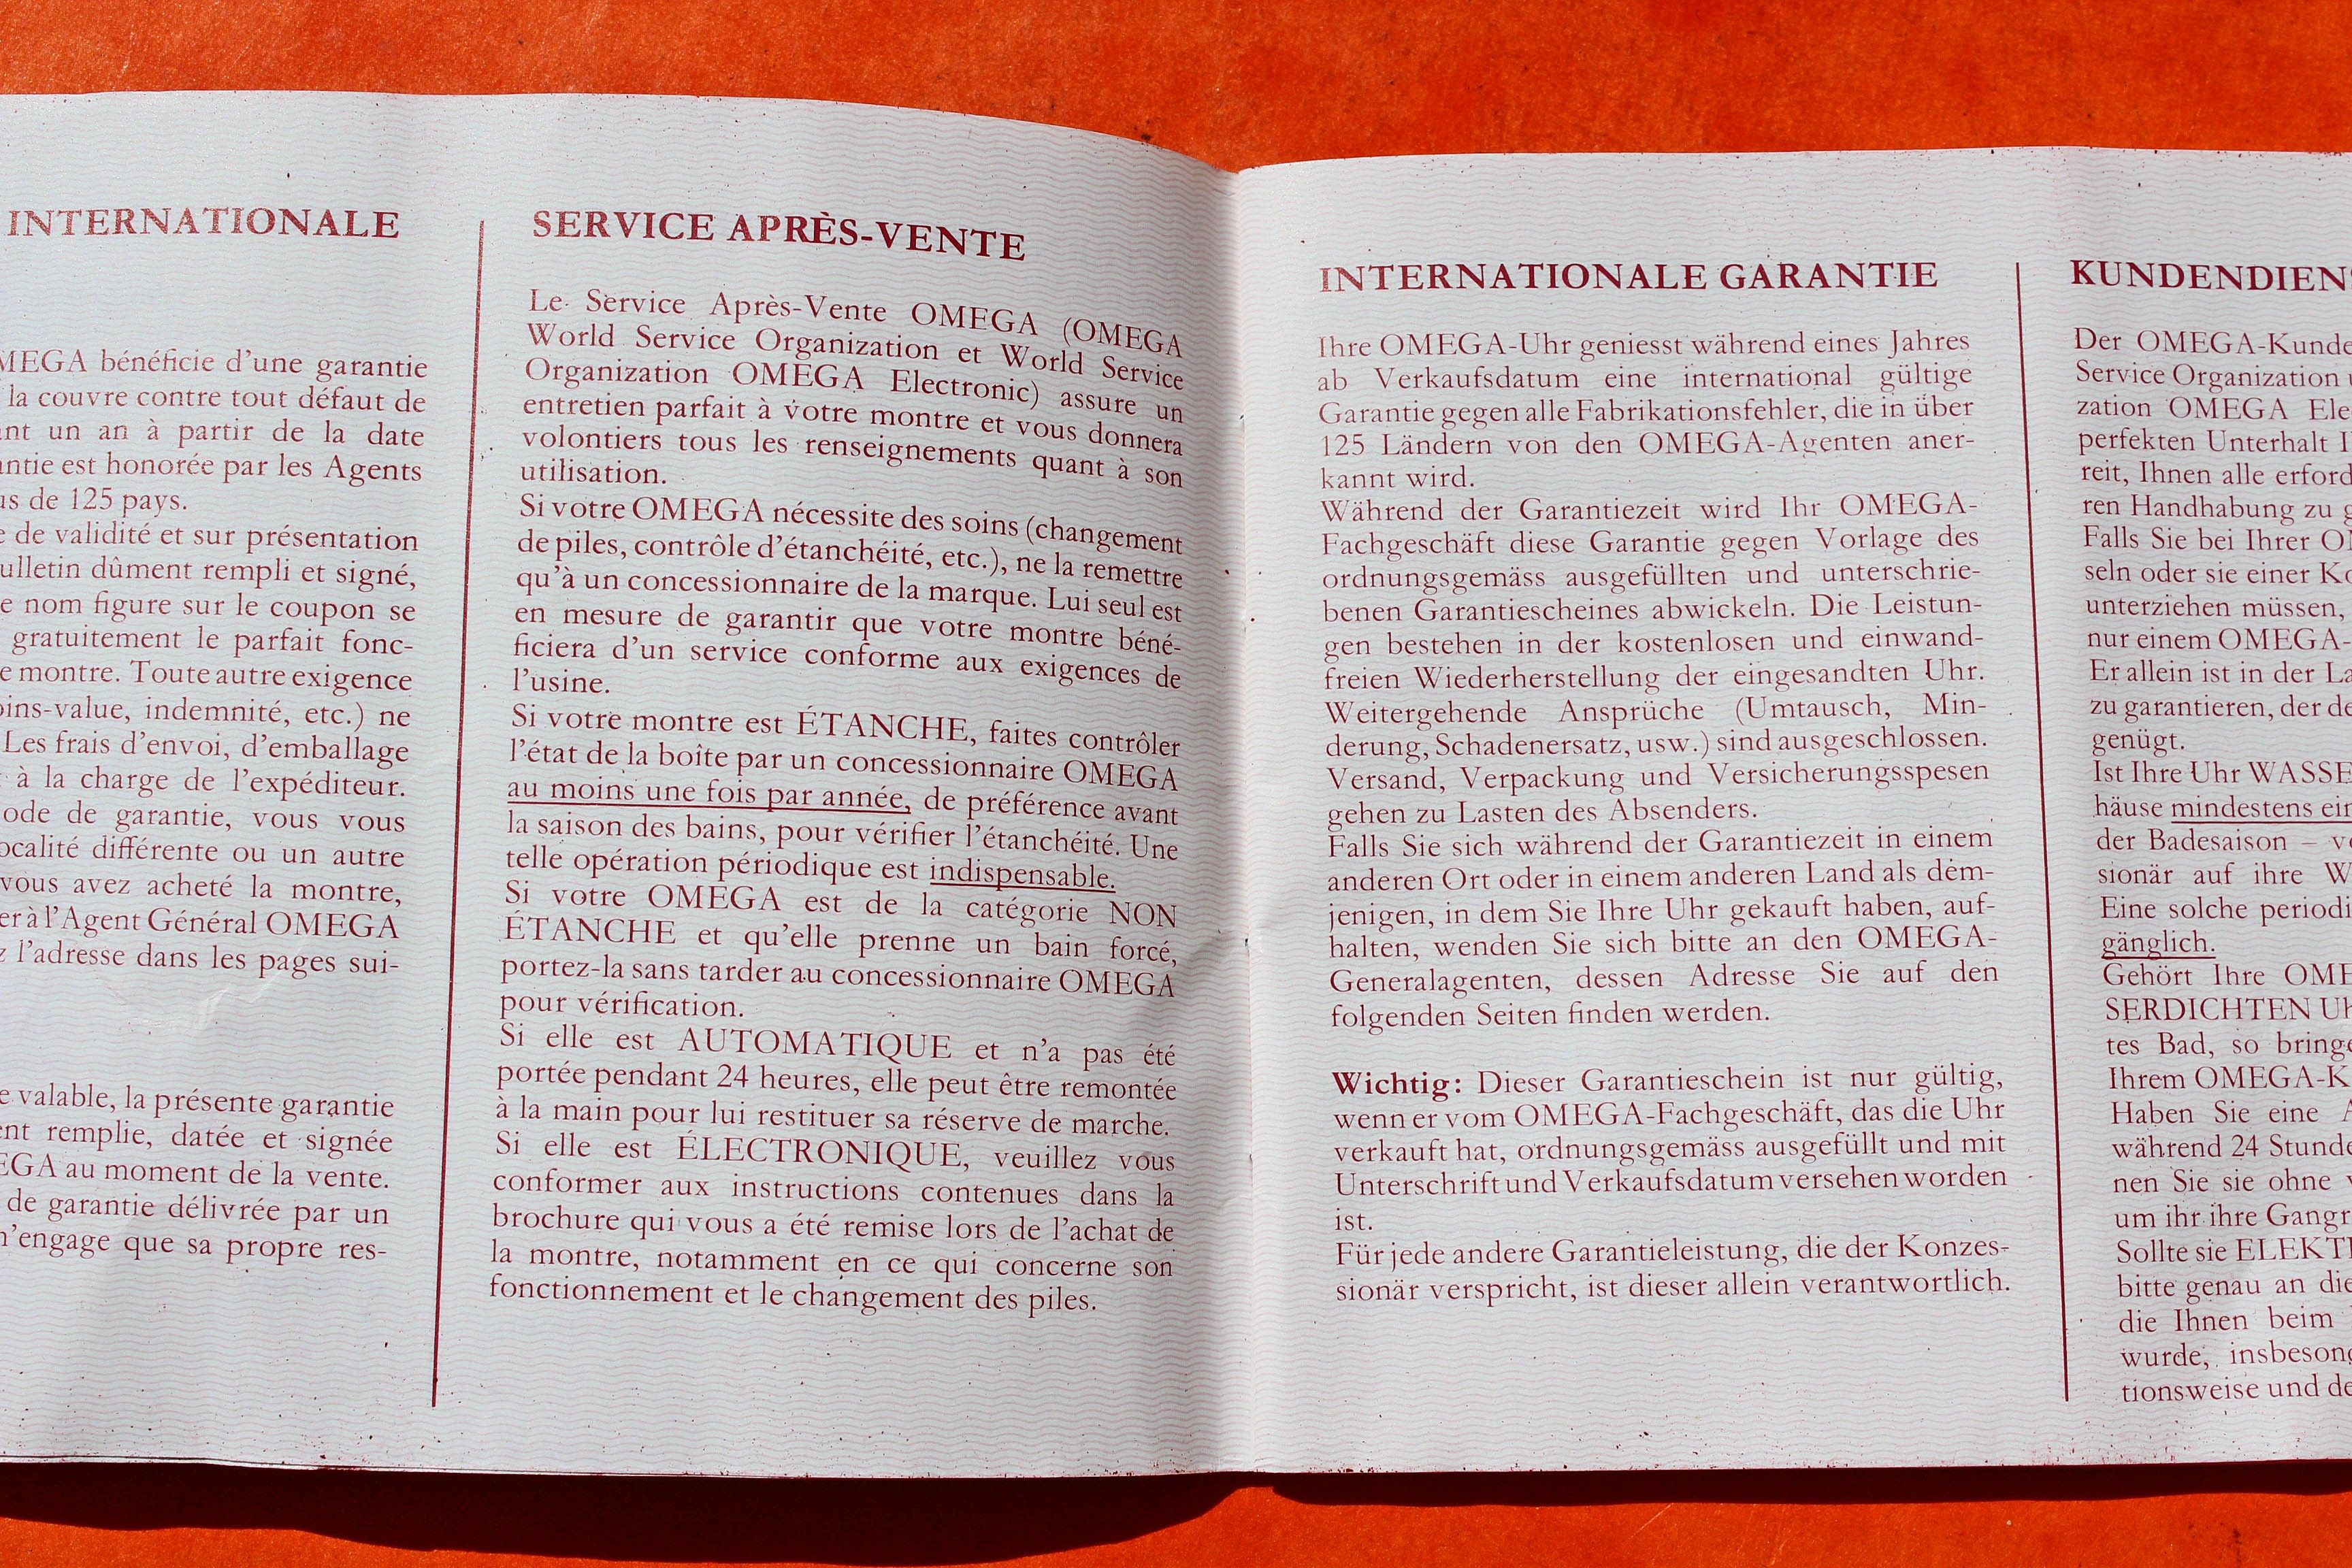 INTERNATIONALE
bénéficie d'une garantie
la couvre contre tout défaut de
un an à partir de la date
est honorée par les Agents
de 125 pays.
de validité et sur présentation
dûment rempli et signé,
nom figure sur le coupon se
gratuitement le parfait fonc-
montre. Toute autre exigence
indemnité, etc.) ne
Les frais d'envoi, d'emballage
à la charge de l'expéditeur.
de garantie, vous vous
différente ou un autre
vous avez acheté la montre,
à l'Agent Général OMEGA
l'adresse dans les pages sui-
valable, la présente garantie
remplie, datée et signée
au moment de la vente.
de garantie délivrée par un
n'engage que sa propre res-
SERVICE APRÈS-VENTE
Le Service Après-Vente OMEGA (OMEGA
World Service Organization et World Service
Organization OMEGA Electronic) assure un
entretien parfait à votre montre et vous donnera
volontiers tous les renseignements quant à son
utilisation.
Si votre OMEGA nécessite des soins (changement
de piles, contrôle d'étanchéité, etc.), ne la remettre
qu'à un concessionnaire de la marque. Lui seul est
en mesure de garantir que votre montre béné-
ficiera d'un service conforme aux exigences de
l'usine.
Si votre montre est ÉTANCHE, faites contrôler
l'état de la boîte par un concessionnaire OMEGA
au moins une fois par année, de préférence avant
la saison des bains, pour vérifier l'étanchéité. Une
telle opération périodique est indispensable.
Si votre OMEGA est de la catégorie NON
ÉTANCHE et qu'elle prenne un bain forcé,
portez-la sans tarder au concessionnaire OMEGA
pour vérification.
Si elle est AUTOMATIQUE et n'a pas été
portée pendant 24 heures, elle peut être remontée
à la main pour lui restituer sa réserve de marche.
Si elle est ÉLECTRONIQUE, veuillez vous
conformer aux instructions contenues dans la
brochure qui vous a été remise lors de l'achat de
la montre, notamment en ce qui concerne son
fonctionnement et le changement des piles.
INTERNATIONALE GARANTIE
Ihre OMEGA-Uhr geniesst während eines Jahres
ab Verkaufsdatum eine international gültige
Garantie gegen alle Fabrikationsfehler, die in über
125 Ländern von den OMEGA-Agenten aner-
kannt wird.
Während der Garantiezeit wird Ihr OMEGA-
Fachgeschäft diese Garantie gegen Vorlage des
ordnungsgemäss ausgefüllten und unterschrie-
benen Garantiescheines abwickeln. Die Leistun-
gen bestehen in der kostenlosen und einwand-
freien Wiederherstellung der eingesandten Uhr.
Weitergehende Ansprüche (Umtausch, Min-
derung, Schadenersatz, usw.) sind ausgeschlossen.
Versand, Verpackung und Versicherungsspesen
gehen zu Lasten des Absenders.
Falls Sie sich während der Garantiezeit in einem
anderen Ort oder in einem anderen Land als dem-
jenigen, in dem Sie Ihre Uhr gekauft haben, auf-
halten, wenden Sie sich bitte an den OMEGA-
Generalagenten, dessen Adresse Sie auf den
folgenden Seiten finden werden.
Wichtig: Dieser Garantieschein ist nur gültig,
wenn er vom OMEGA-Fachgeschäft, das die Uhr
verkauft hat, ordnungsgemäss ausgefüllt und mit
Unterschrift und Verkaufsdatum versehen worden
ist.
Für jede andere Garantieleistung, die der Konzes-
sionär verspricht, ist dieser allein verantwortlich.
KUNDENDIENS
Der OMEGA-Kunde
Service Organization
zation OMEGA Ele
perfekten Unterhalt
reit, Ihnen alle erford
ren Handhabung zu
Falls Sie bei Ihrer
seln oder sie einer
unterziehen müssen,
nur einem OMEGA-
Er allein ist in der
zu garantieren, der
genügt.
Ist Ihre Uhr WASSE
häuse mindestens ein
der Badesaison –
sionär auf ihre
Eine solche periodi
gänglich.
Gehört Ihre OME
SERDICHTEN
tes Bad, so bringe
Ihrem OMEGA-K
Haben Sie eine
während 24 Stunde
nen Sie sie ohne
um ihr ihre Gangr
Sollte sie ELEKT
bitte genau an die
die Ihnen beim
wurde, insbesond
tionsweise und de